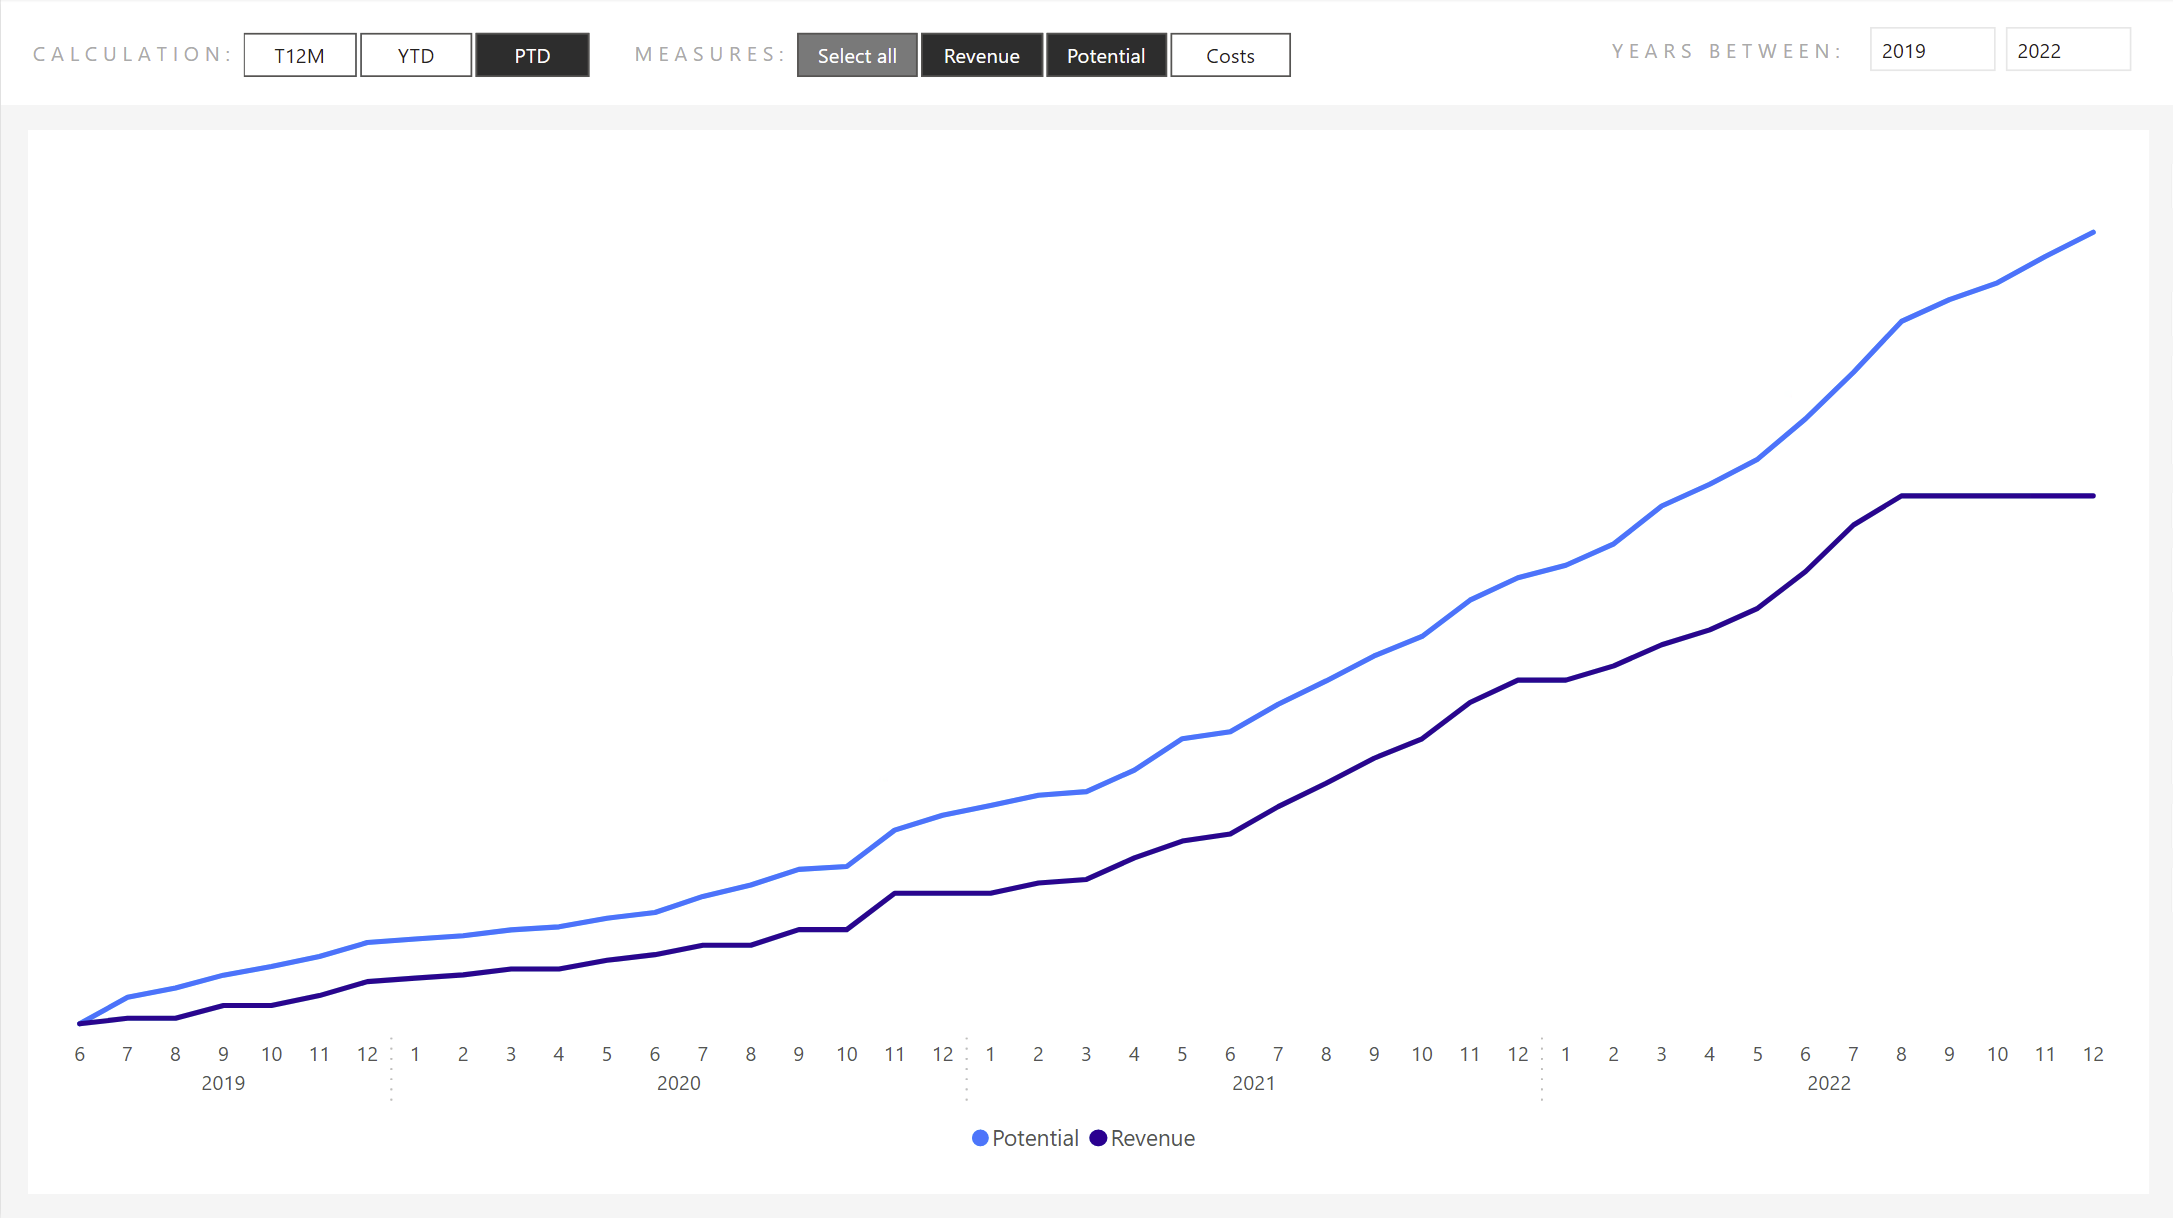 CALCULATION: T12M YTD PTD MEASURES: Select all Revenue Potential Costs YEARS BETWEEN: 2019 2022
6 7 8 9 10 11 12 1 2 3 4 5 6 7 8 9 10 11 12 1 2 3 4 5 6 7 8 9 10 11 12 1 2 3 4 5 6 7 8 9 10 11 12
2019 2020 2021 2022
Potential Revenue